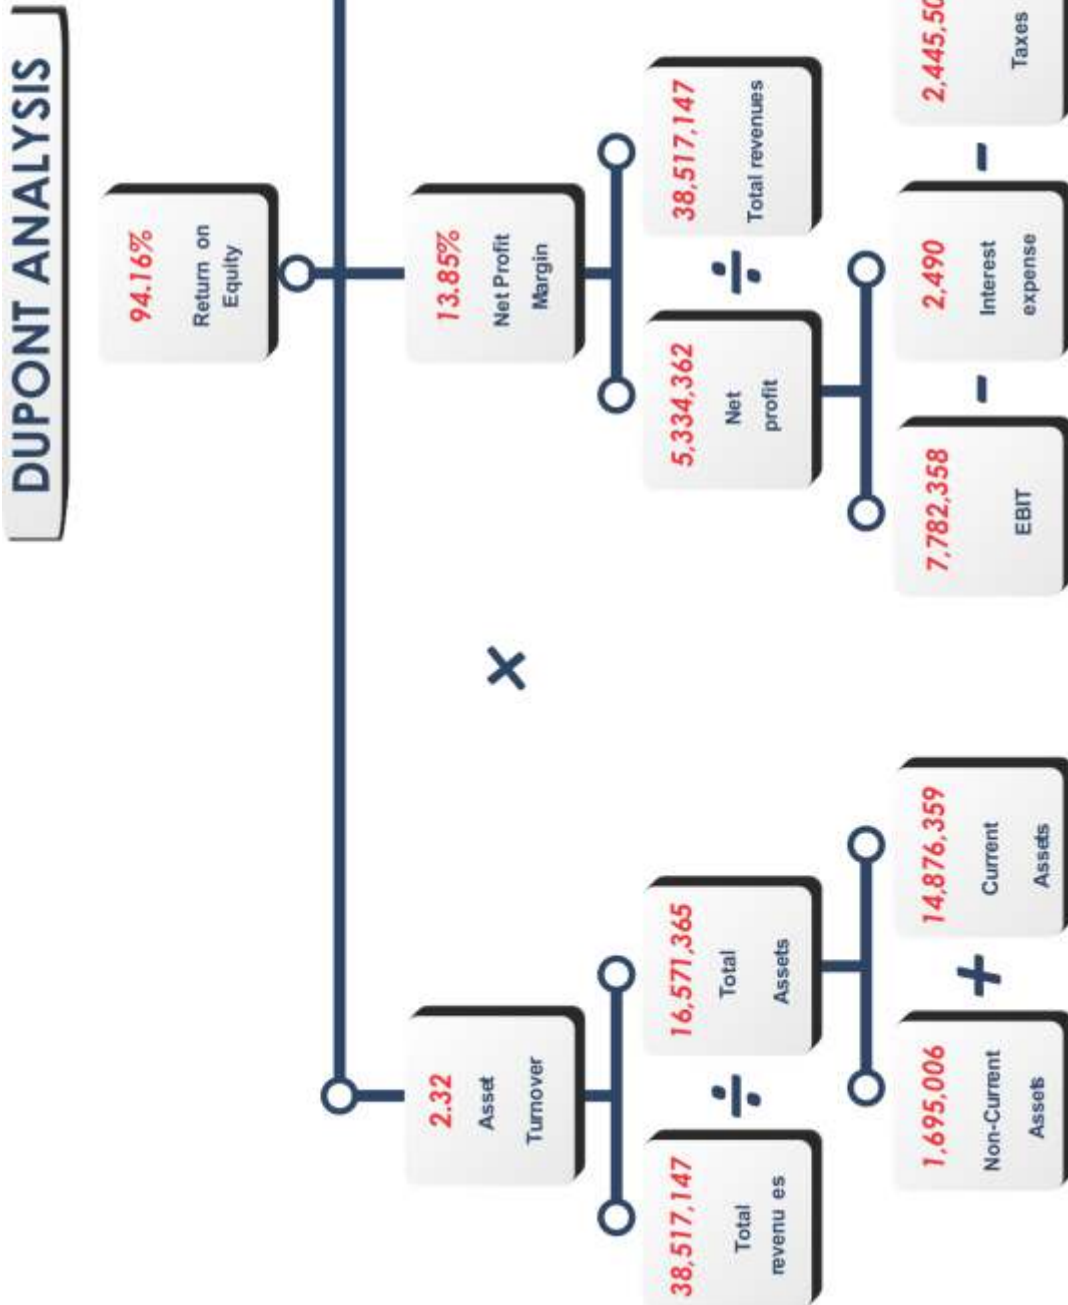 DUPONT ANALYSIS
94.16%
Return on
Equity
2.32
Asset
Turnover
×
13.85%
Net Profit
Margin
38,517,147
Total
revenu es
÷
16,571,365
Total
Assets
5,334,362
Net
profit
÷
38,517,147
Total revenues
1,695,006
Non-Current
Assets
+
14,876,359
Current
Assets
7,782,358
EBIT
-
2,490
Interest
expense
-
2,445,50
Taxes